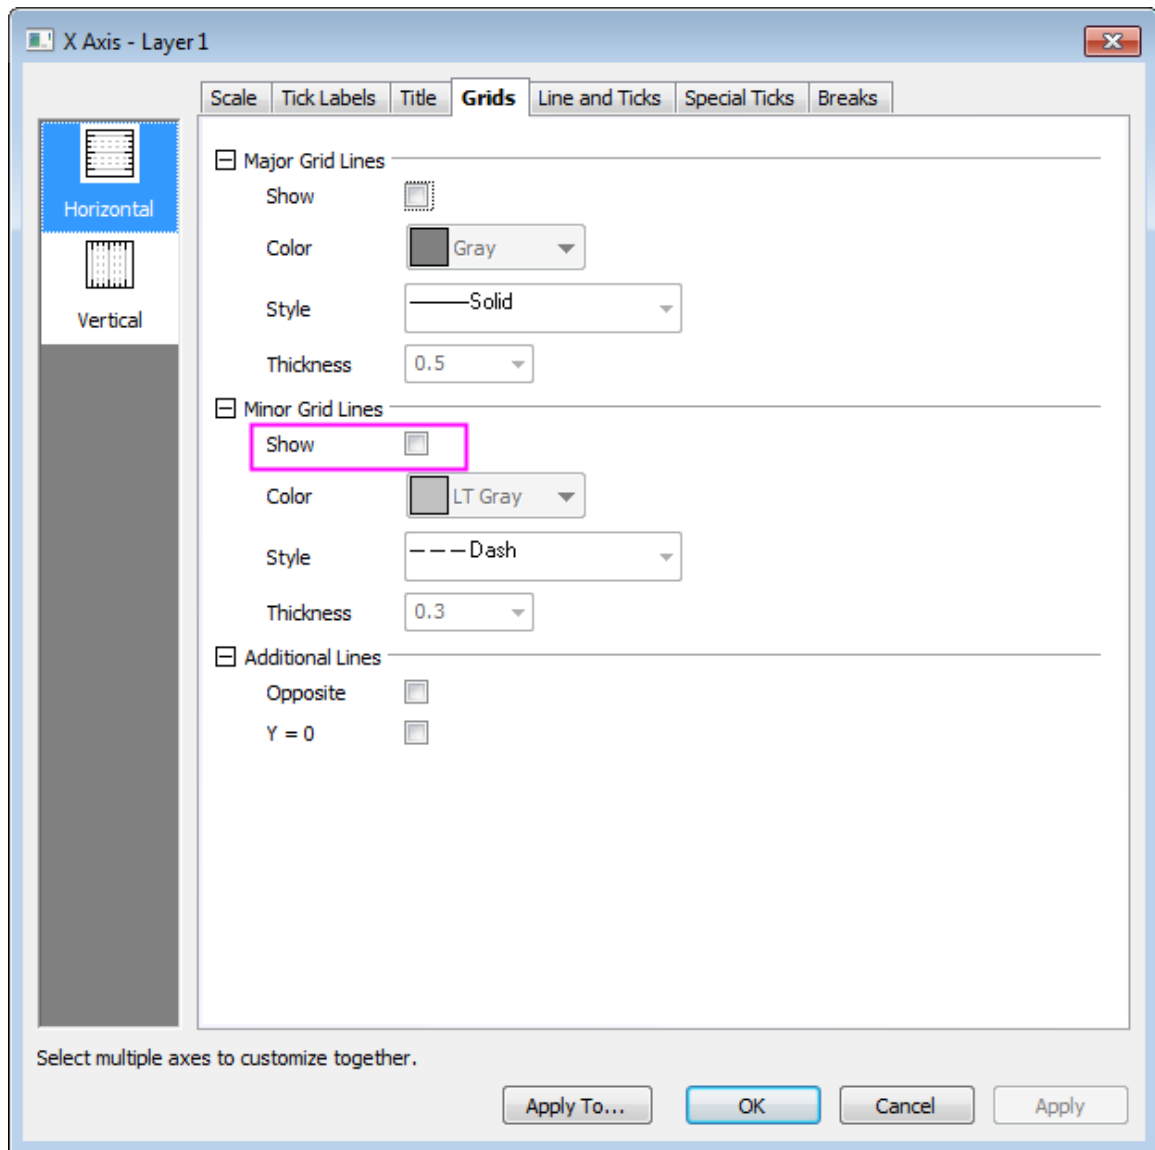 X Axis - Layer 1
Scale Tick Labels Title Grids Line and Ticks Special Ticks Breaks
Horizontal
Vertical
Major Grid Lines
Show
Color Gray
Style Solid
Thickness 0.5
Minor Grid Lines
Show
Color LT Gray
Style Dash
Thickness 0.3
Additional Lines
Opposite
Y = 0
Select multiple axes to customize together.
Apply To... OK Cancel Apply